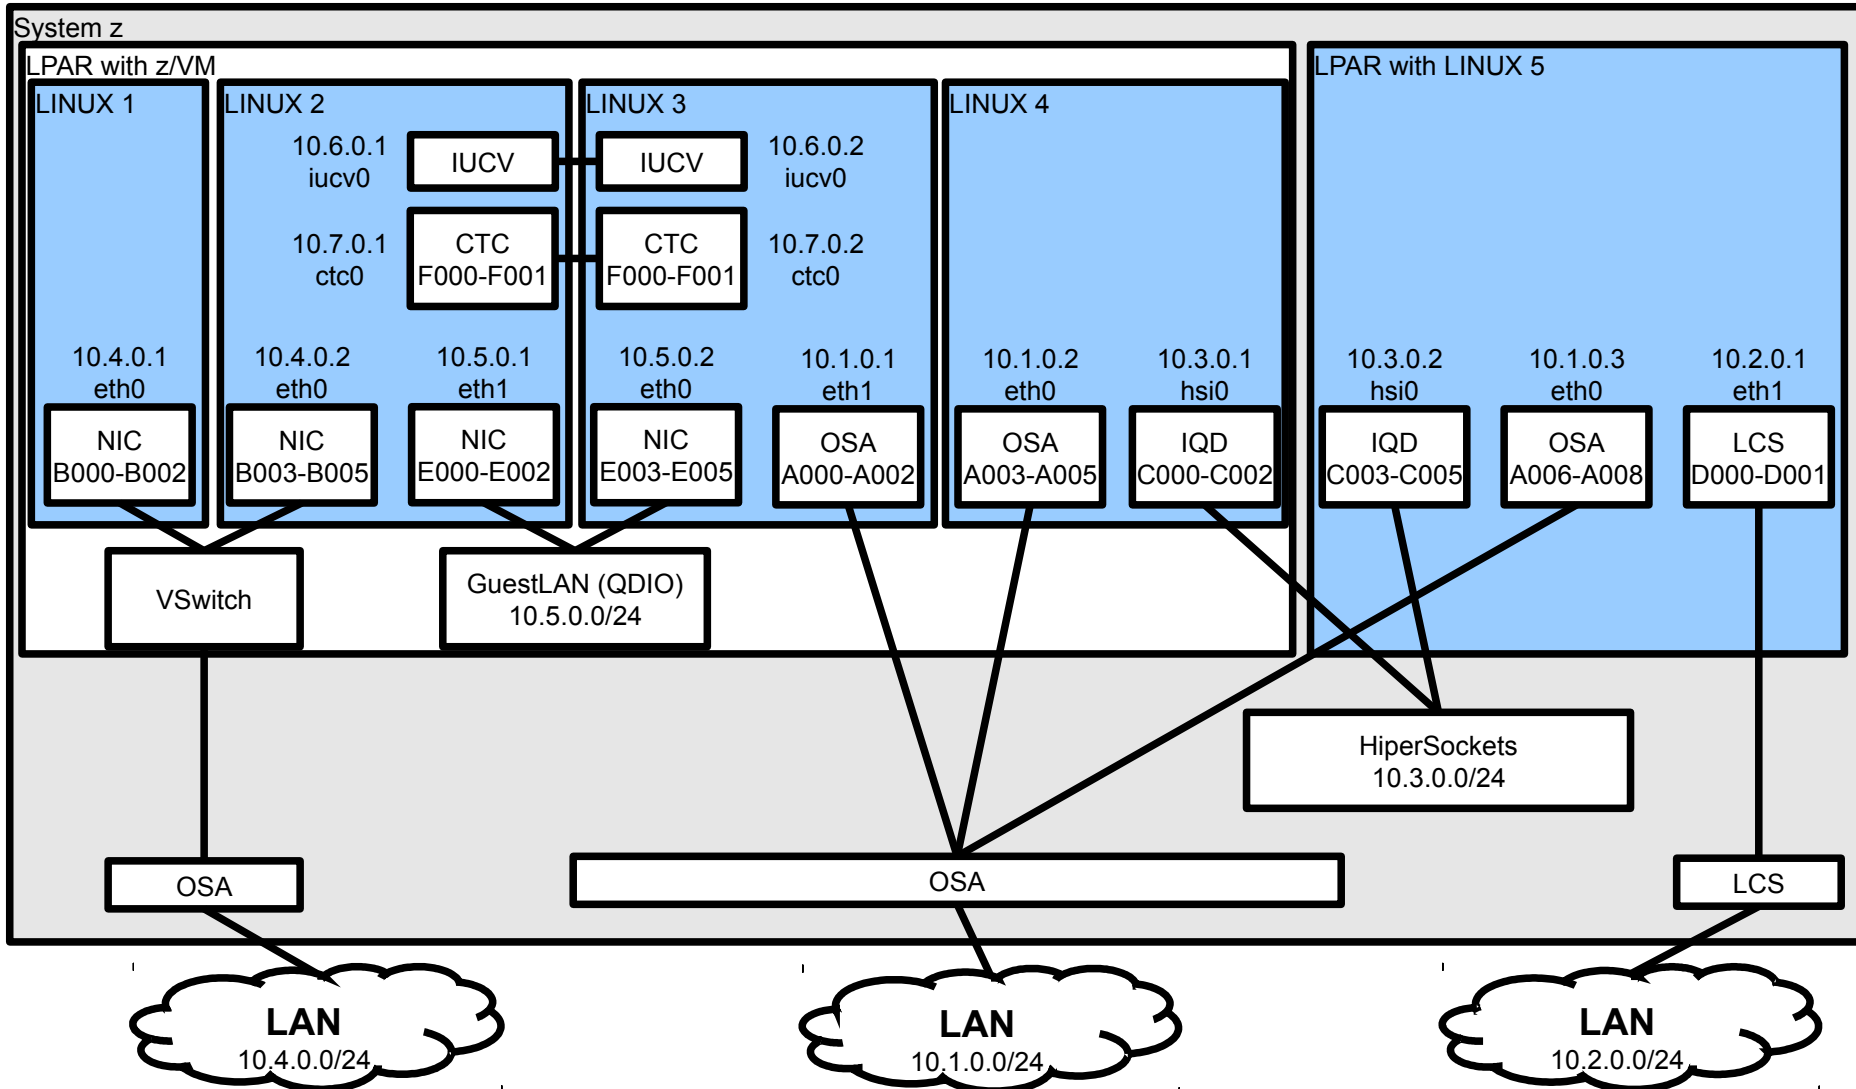 System z
LPAR with z/VM
LPAR with LINUX 5
LINUX 1
LINUX 2
LINUX 3
LINUX 4
10.6.0.1
iucv0
IUCV
IUCV
10.6.0.2
iucv0
10.7.0.1
ctc0
CTC
F000-F001
CTC
F000-F001
10.7.0.2
ctc0
10.4.0.1
eth0
10.4.0.2
eth0
10.5.0.1
eth1
10.5.0.2
eth0
10.1.0.1
eth1
10.1.0.2
eth0
10.3.0.1
hsi0
10.3.0.2
hsi0
10.1.0.3
eth0
10.2.0.1
eth1
NIC
B000-B002
NIC
B003-B005
NIC
E000-E002
NIC
E003-E005
OSA
A000-A002
OSA
A003-A005
IQD
C000-C002
IQD
C003-C005
OSA
A006-A008
LCS
D000-D001
VSwitch
GuestLAN (QDIO)
10.5.0.0/24
HiperSockets
10.3.0.0/24
OSA
OSA
LCS
LAN
10.4.0.0/24
LAN
10.1.0.0/24
LAN
10.2.0.0/24